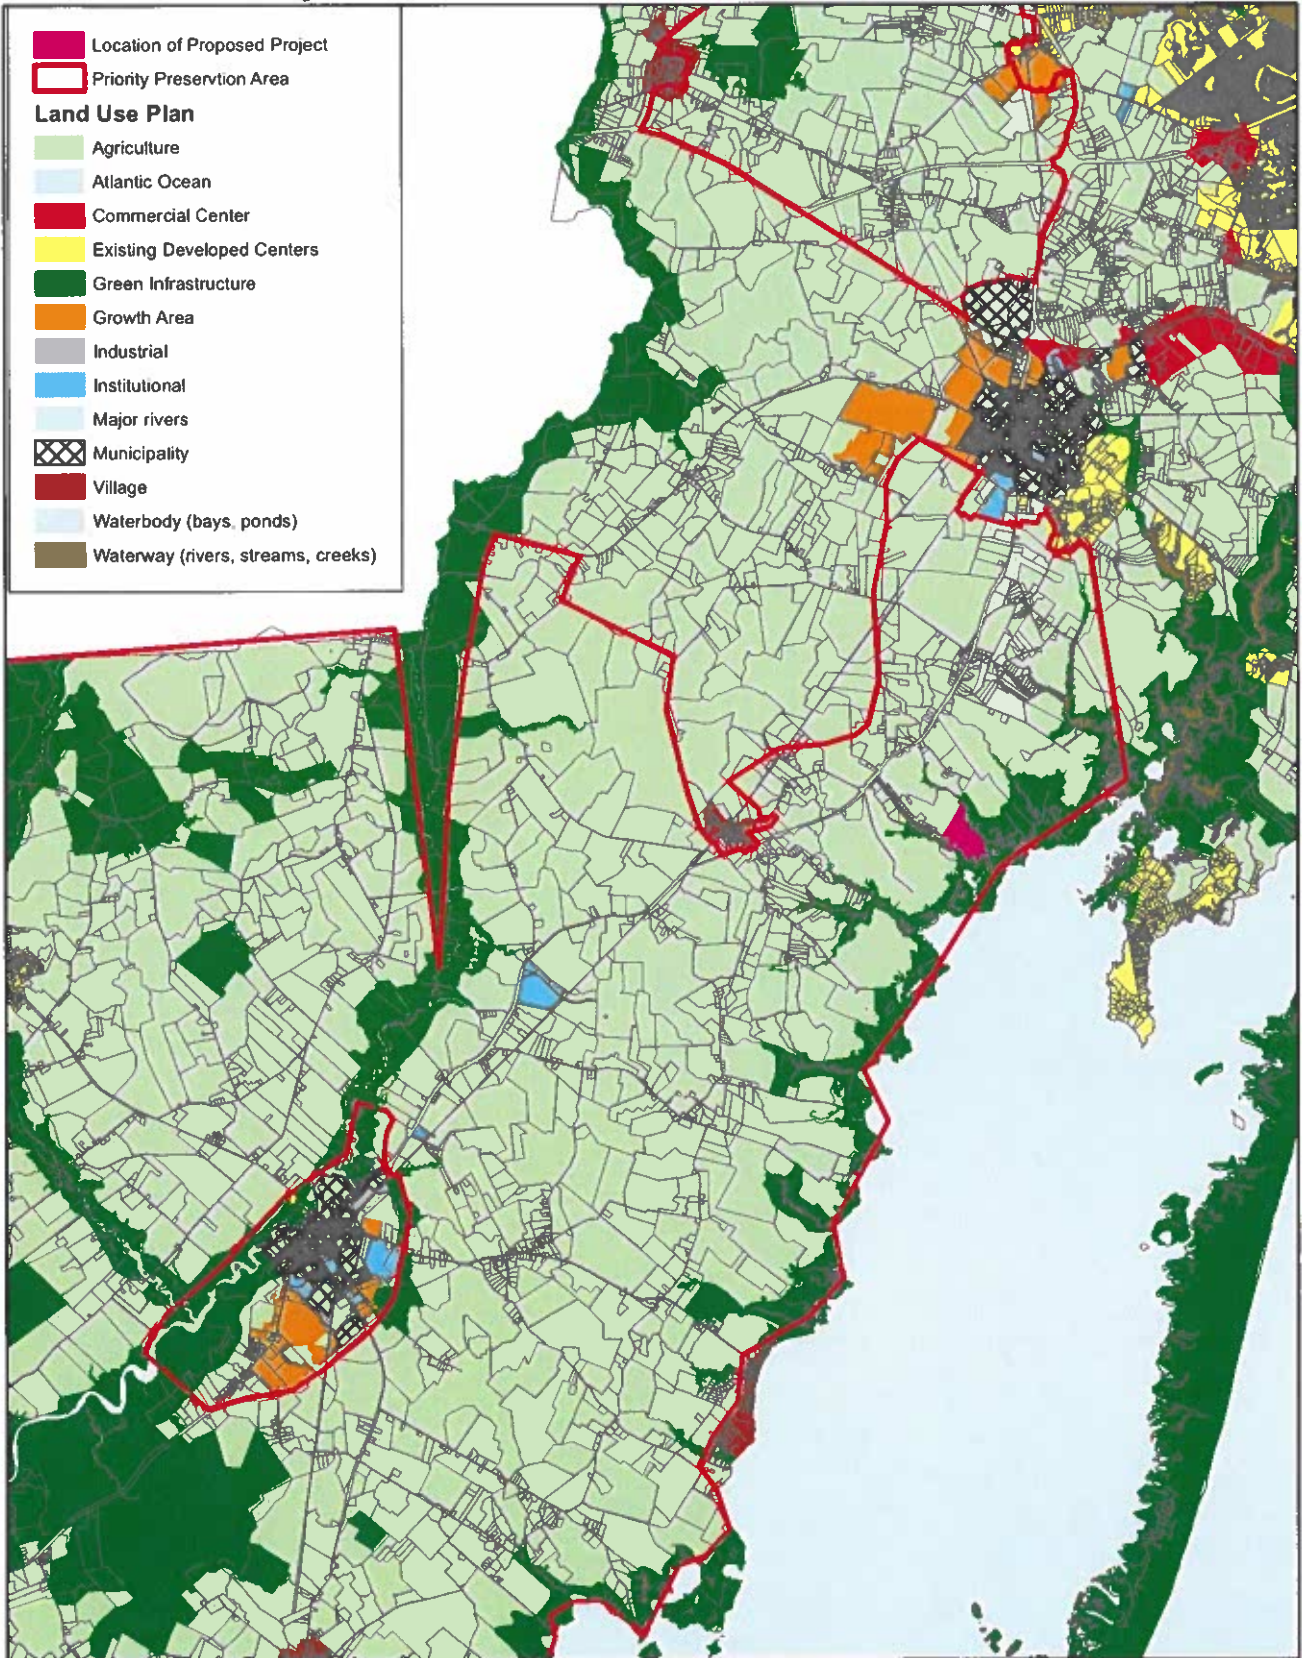 Location of Proposed Project
Priority Preservtion Area
Land Use Plan
Agriculture
Atlantic Ocean
Commercial Center
Existing Developed Centers
Green Infrastructure
Growth Area
Industrial
Institutional
Major rivers
Municipality
Village
Waterbody (bays, ponds)
Waterway (rivers, streams, creeks)